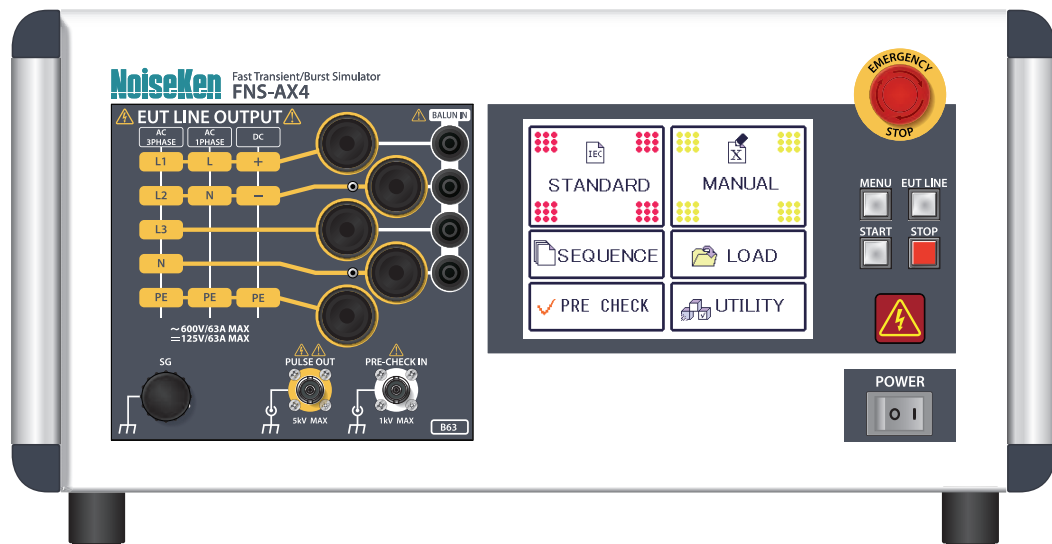 NoiseKen
Fast Transient/Burst Simulator
FNS-AX4
EUT LINE OUTPUT
BALUN IN
AC 3PHASE
AC 1PHASE
DC
L1 L +
L2 N −
L3
N
PE PE PE
～600V/63A MAX
⎓125V/63A MAX
SG
PULSE OUT
5kV MAX
PRE-CHECK IN
1kV MAX
B63
IEC
STANDARD
X
MANUAL
SEQUENCE
LOAD
PRE CHECK
UTILITY
EMERGENCY
STOP
MENU
EUT LINE
START
STOP
POWER
O I